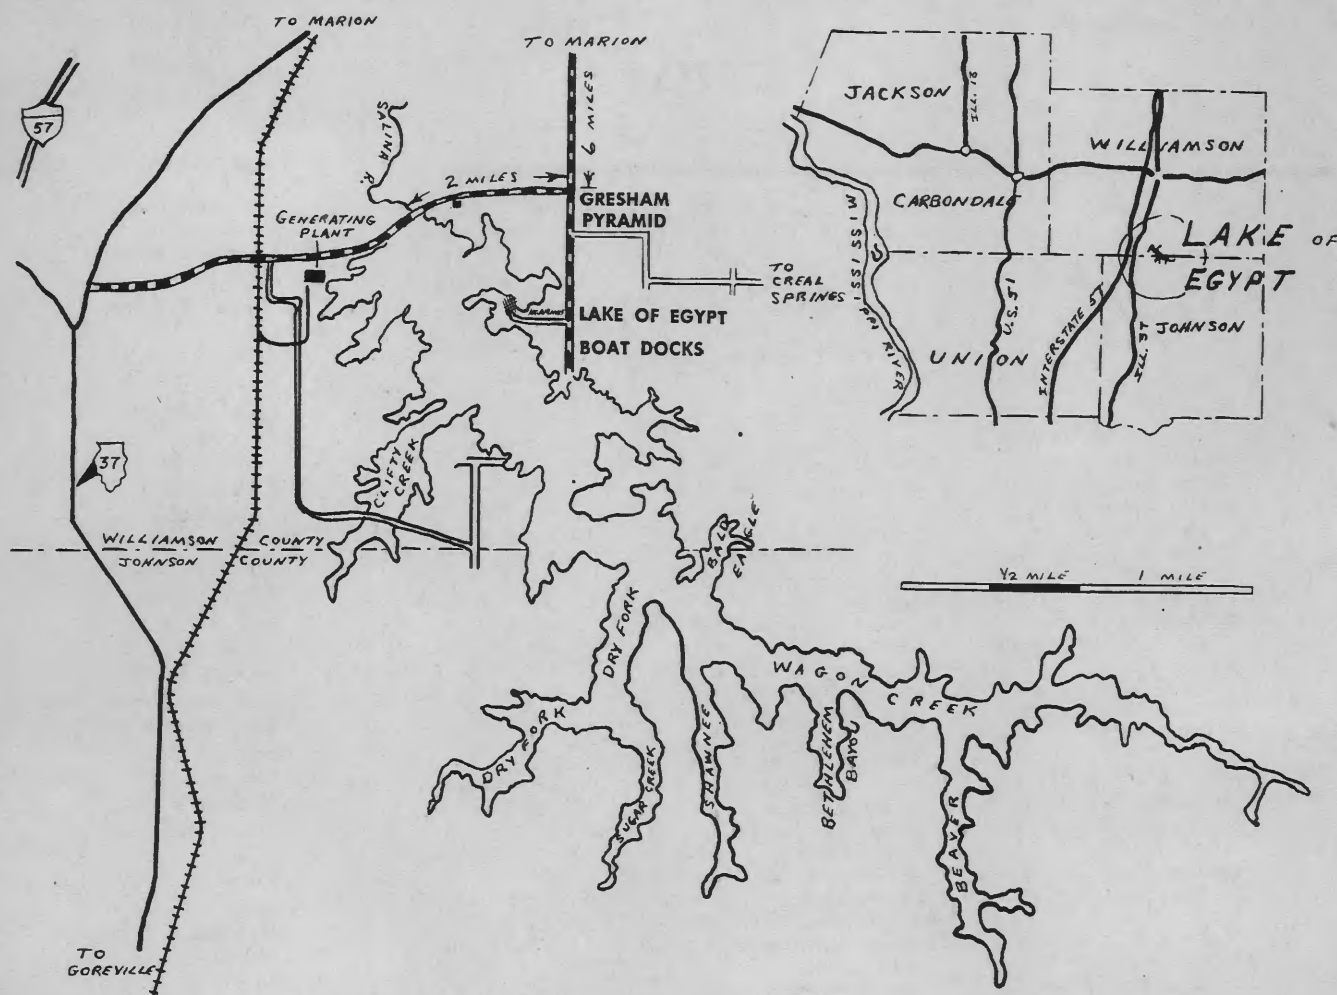 TO MARION
TO MARION
57
SALINA R.
6 MILES
2 MILES
GENERATING
PLANT
GRESHAM
PYRAMID
TO
CREAL
SPRINGS
LAKE OF EGYPT
BOAT DOCKS
CLIFTY
CREEK
37
WILLIAMSON COUNTY
JOHNSON COUNTY
BALD
EAGLE
DRY FORK
DRY FORK
SUGAR CREEK
SHAWNEE
WAGON
CREEK
BETHLEHEM
BAYOU
BEAVER
TO
GOREVILLE
½ MILE 1 MILE
JACKSON
ILL. 13
WILLIAMSON
CARBONDALE
MISSISSIPPI RIVER
LAKE OF
EGYPT
U.S. 51
INTERSTATE 57
ILL. 37
JOHNSON
UNION